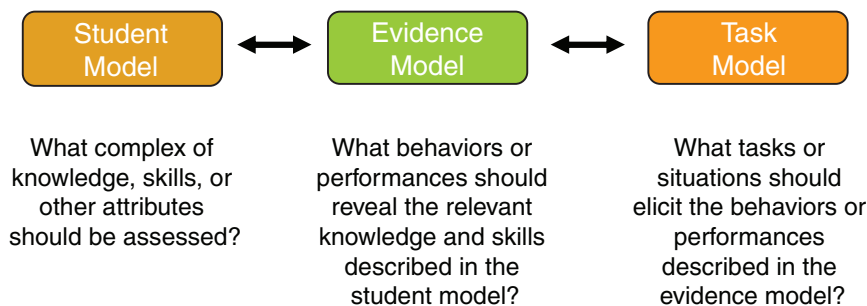 Student
Model
Evidence
Model
Task
Model
What complex of
knowledge, skills, or
other attributes
should be assessed?
What behaviors or
performances should
reveal the relevant
knowledge and skills
described in the
student model?
What tasks or
situations should
elicit the behaviors or
performances
described in the
evidence model?